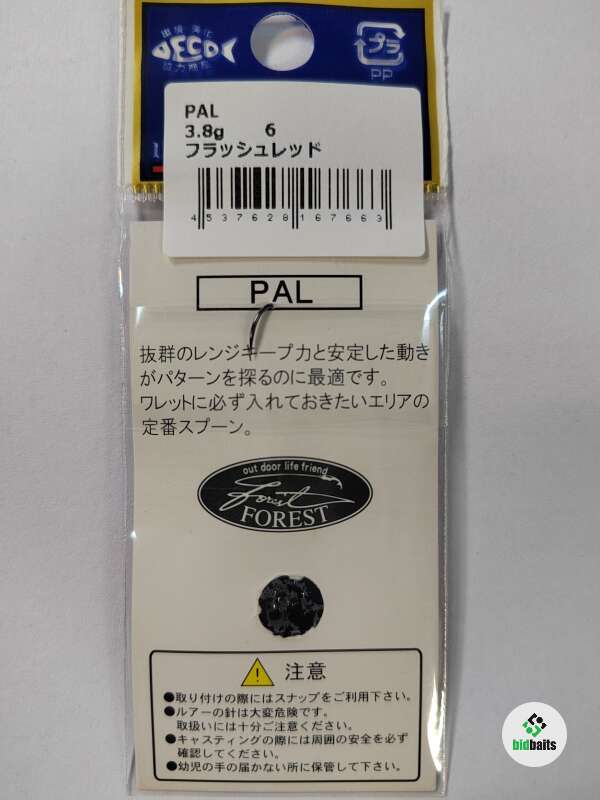 環境 美化
DECO
協力商品
プラ
PP
PAL
3.8g 6
フラッシュレッド
4537628167663
PAL
抜群のレンジキープ力と安定した動き
がパターンを探るのに最適です。
ワレットに必ず入れておきたいエリアの
定番スプーン。
out door life friend
Forest
FOREST
注意
●取り付けの際にはスナップをご利用下さい。
●ルアーの針は大変危険です。
取扱いには十分ご注意ください。
●キャスティングの際には周囲の安全を必ず
確認してください。
●幼児の手の届かない所に保管して下さい。
bidbaits